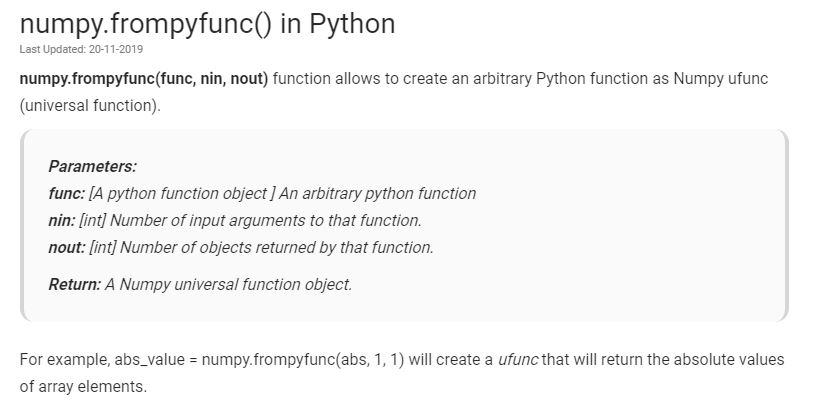 numpy.frompyfunc() in Python
Last Updated: 20-11-2019
numpy.frompyfunc(func, nin, nout) function allows to create an arbitrary Python function as Numpy ufunc
(universal function).
Parameters:
func: [A python function object ] An arbitrary python function
nin: [int] Number of input arguments to that function.
nout: [int] Number of objects returned by that function.
Return: A Numpy universal function object.
For example, abs_value = numpy.frompyfunc(abs, 1, 1) will create a ufunc that will return the absolute values
of array elements.